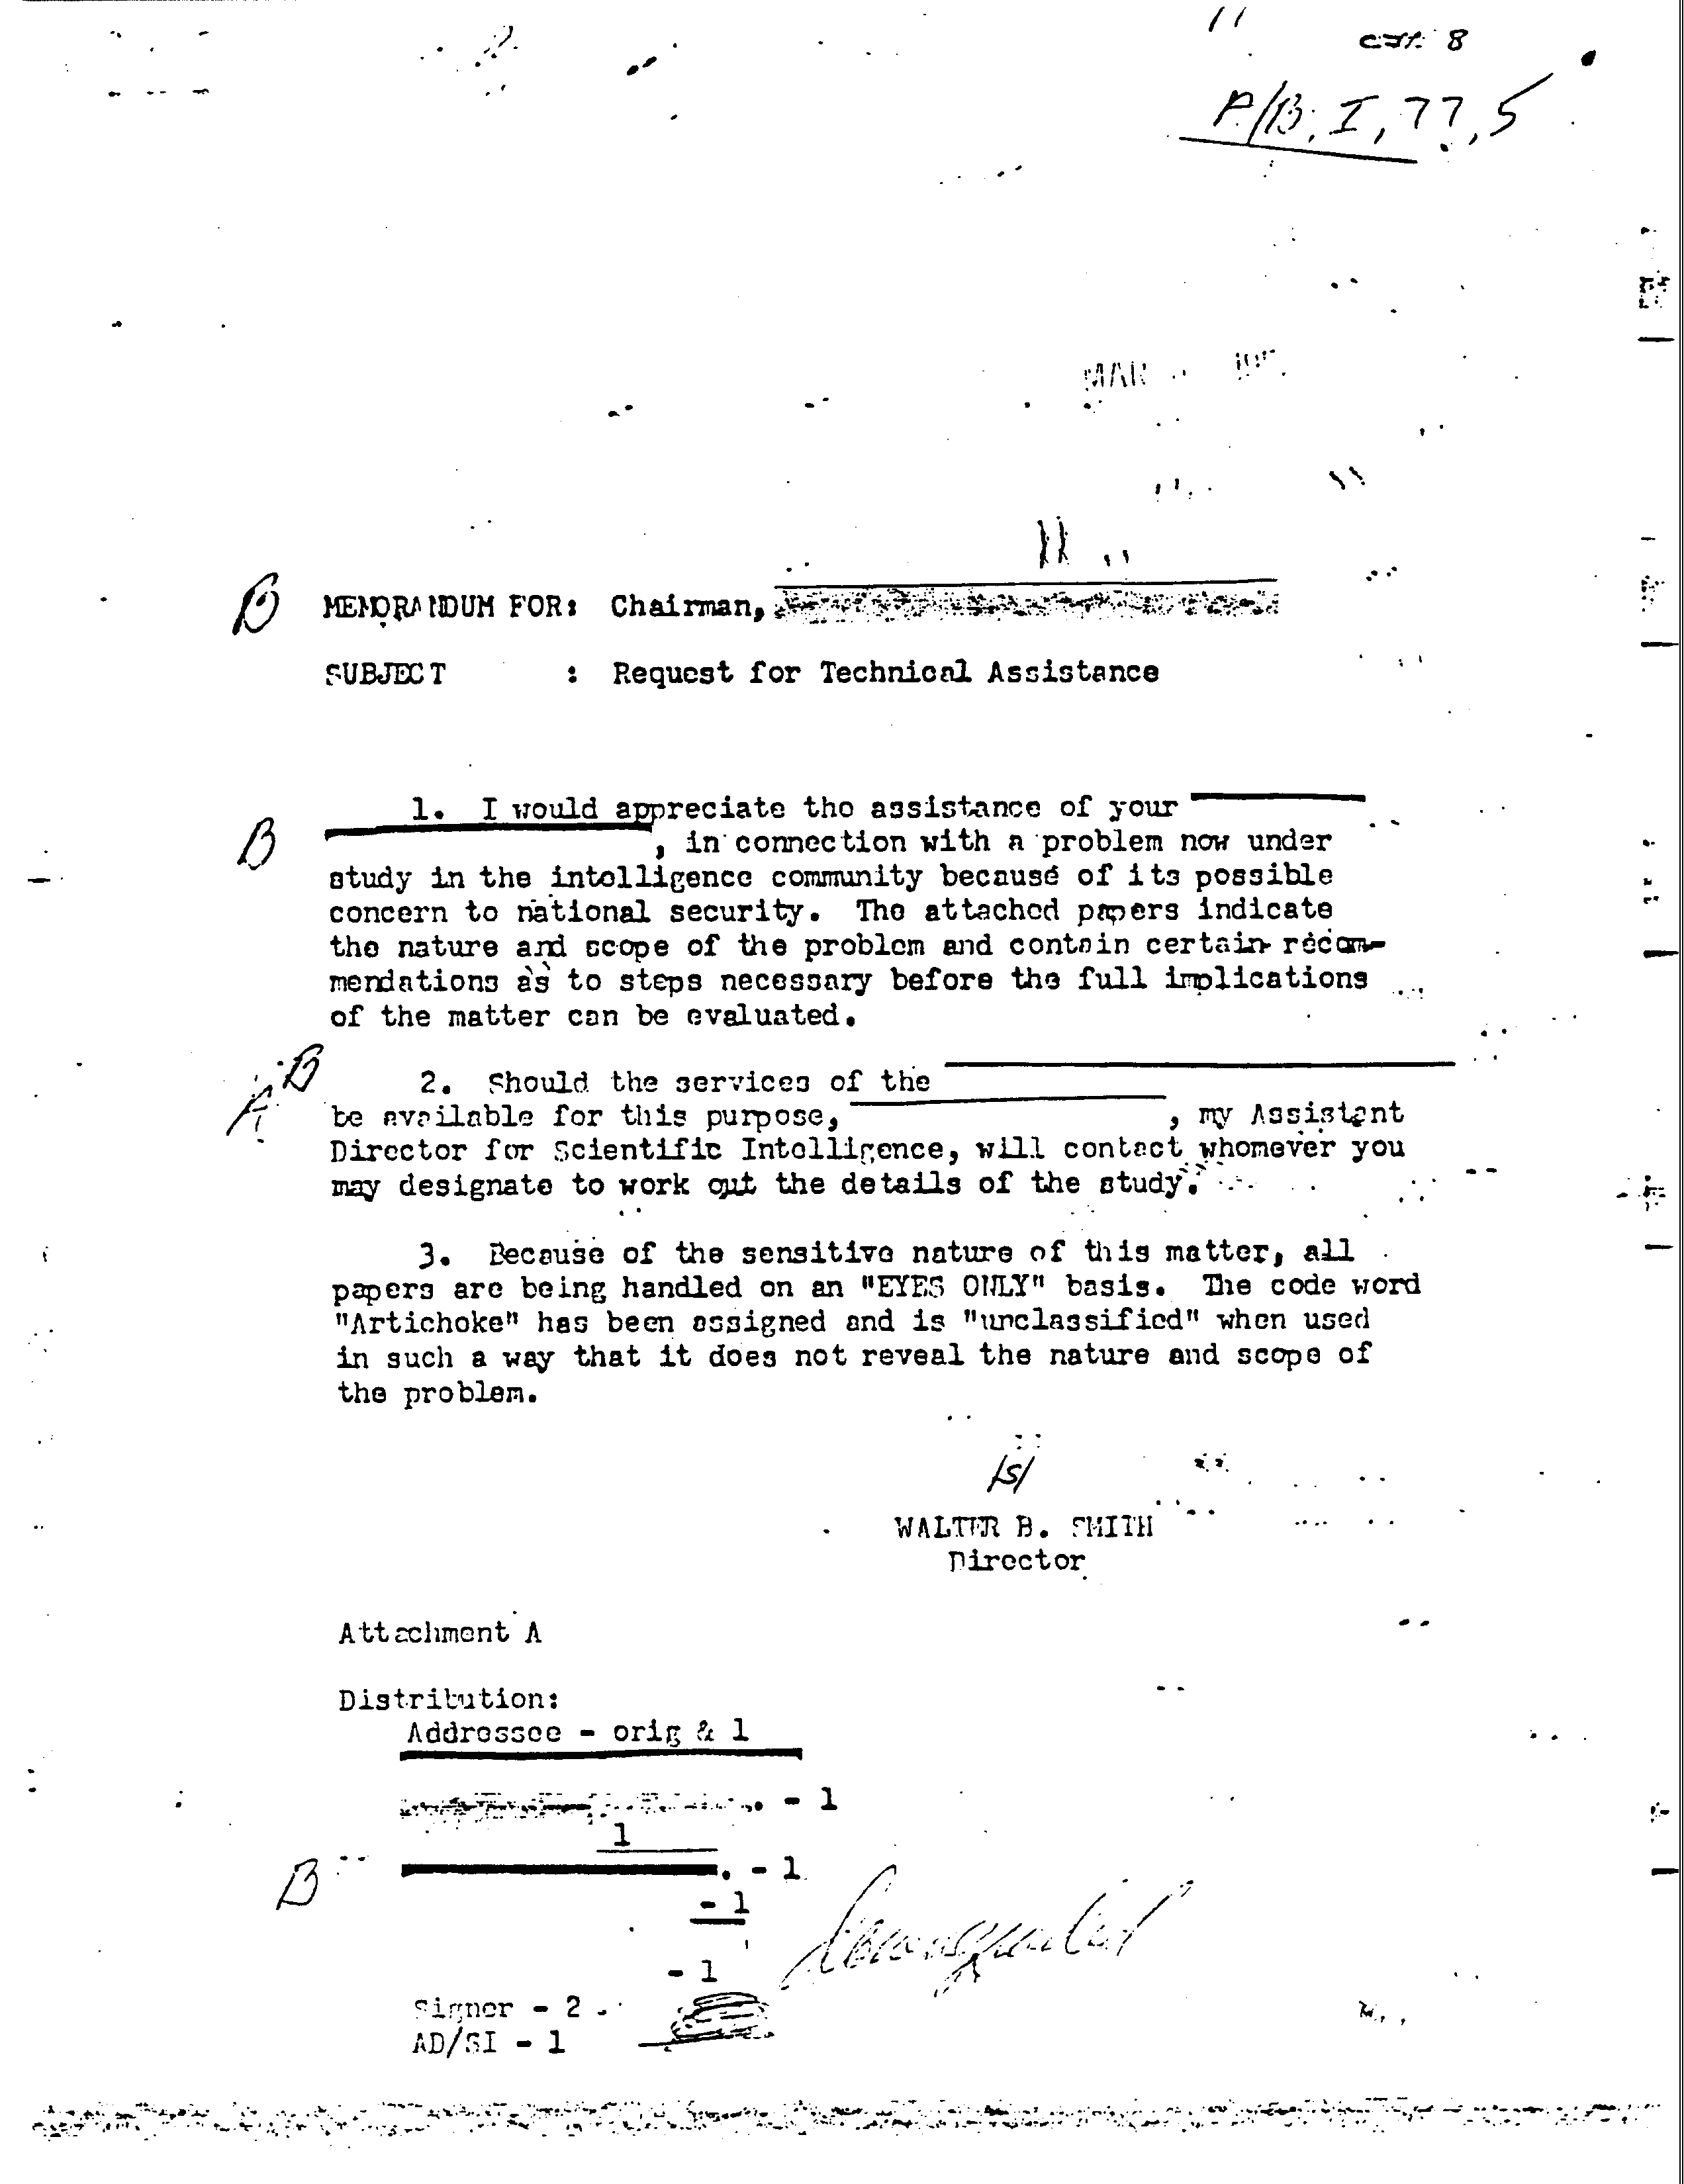 CTR 8
P/B, I, 77, 5
MAR
B MEMORANDUM FOR: Chairman,
SUBJECT : Request for Technical Assistance
1. I would appreciate the assistance of your
B
, in connection with a problem now under
study in the intelligence community because of its possible
concern to national security. The attached papers indicate
the nature and scope of the problem and contain certain recom-
mendations as to steps necessary before the full implications
of the matter can be evaluated.
B
2. Should the services of the
A
be available for this purpose, , my Assistant
Director for Scientific Intelligence, will contact whomever you
may designate to work out the details of the study.
3. Because of the sensitive nature of this matter, all
papers are being handled on an "EYES ONLY" basis. The code word
"Artichoke" has been assigned and is "unclassified" when used
in such a way that it does not reveal the nature and scope of
the problem.
/s/
WALTER B. SMITH
Director
Attachment A
Distribution:
Addressee - orig & 1
. - 1
1
B . - 1
- 1
Downgraded
- 1
Signer - 2
AD/SI - 1